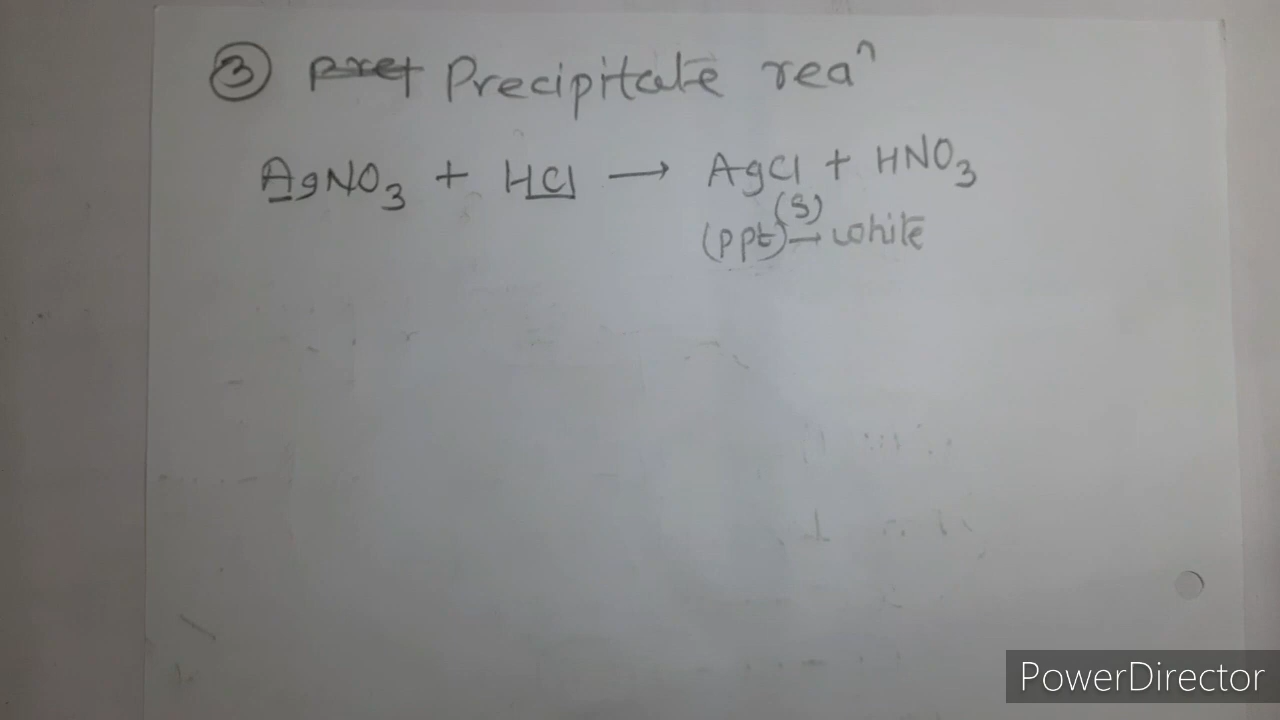 ③ pret Precipitate reaⁿ
AgNO₃ + HCl → AgCl + HNO₃
(s)
(ppt) → white
PowerDirector